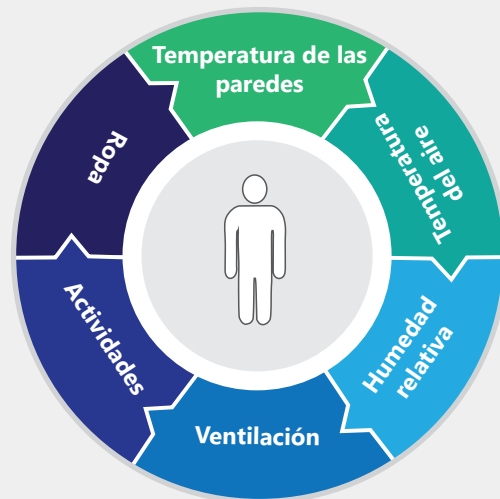 Temperatura de las
paredes
Temperatura
del aire
Humedad
relativa
Ventilación
Actividades
Ropa